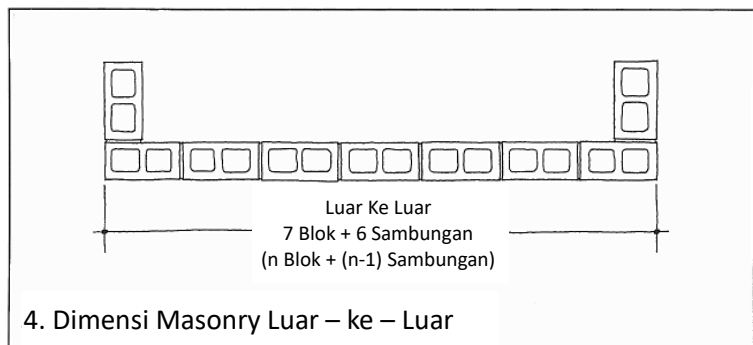 Luar Ke Luar
7 Blok + 6 Sambungan
(n Blok + (n-1) Sambungan)
4. Dimensi Masonry Luar – ke – Luar